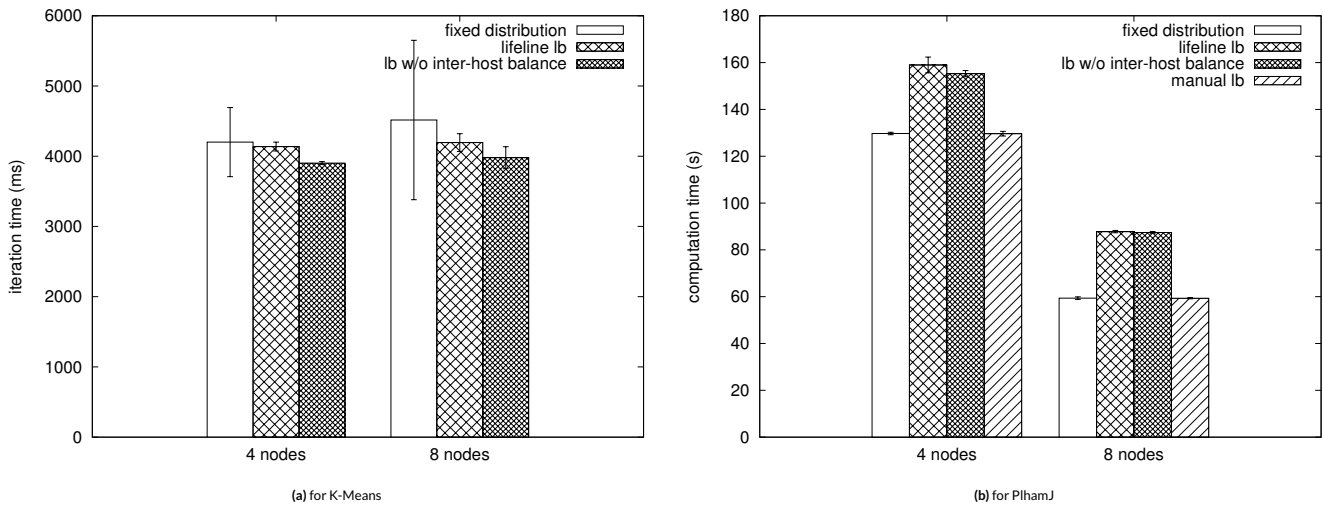 6000
5000
4000
3000
2000
1000
0
iteration time (ms)
fixed distribution
lifeline lb
lb w/o inter-host balance
4 nodes
8 nodes
(a) for K-Means
180
160
140
120
100
80
60
40
20
0
computation time (s)
fixed distribution
lifeline lb
lb w/o inter-host balance
manual lb
4 nodes
8 nodes
(b) for PlhamJ